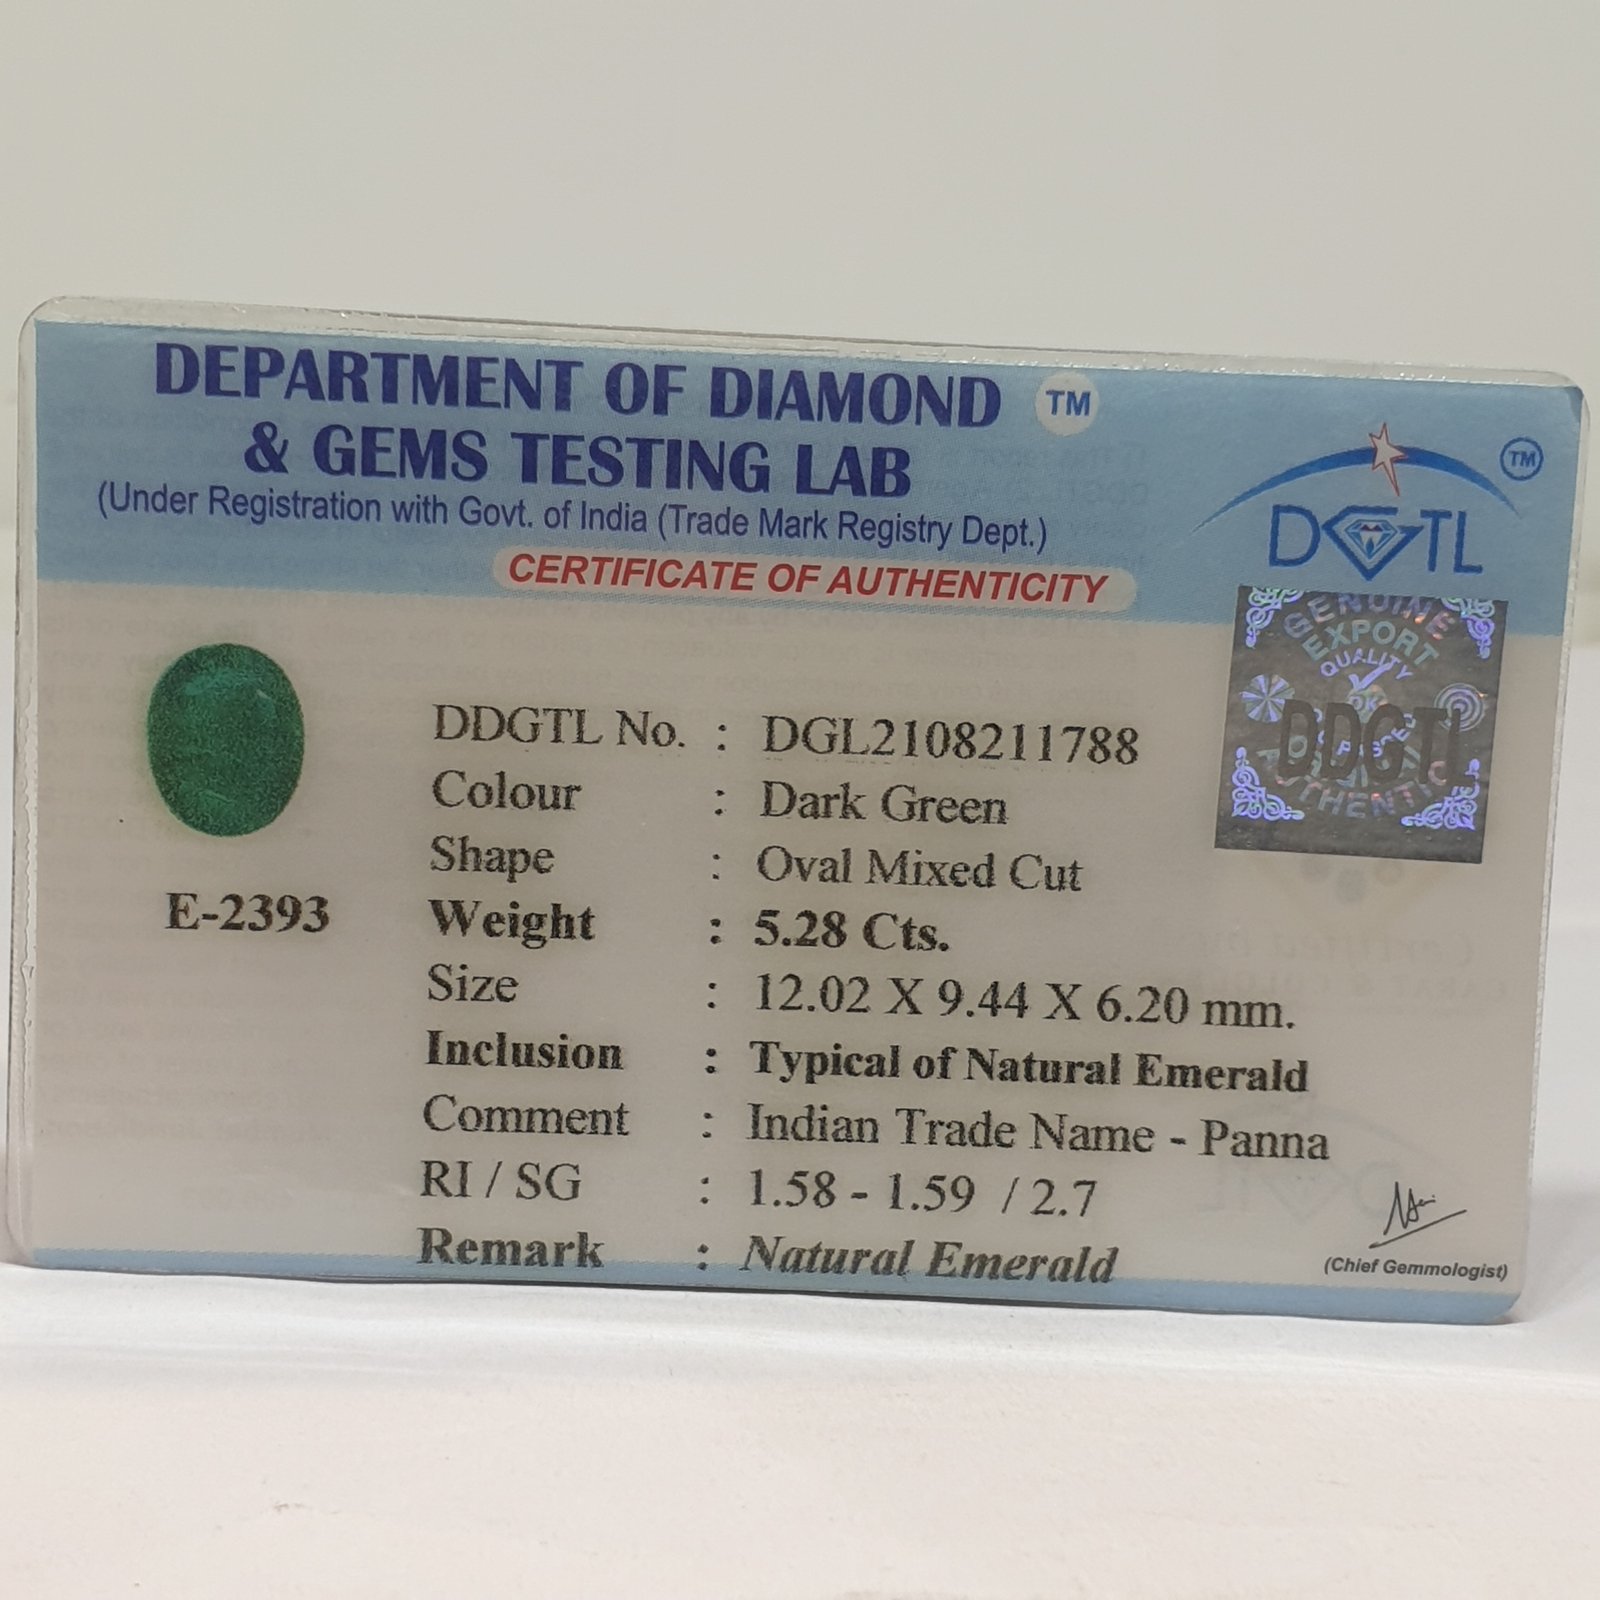 DEPARTMENT OF DIAMOND TM
& GEMS TESTING LAB
(Under Registration with Govt. of India (Trade Mark Registry Dept.)
CERTIFICATE OF AUTHENTICITY
TM
DGTL
GENUINE
EXPORT
QUALITY
DDGTL
DDGTL No. : DGL2108211788
Colour : Dark Green
Shape : Oval Mixed Cut
E-2393
Weight : 5.28 Cts.
Size : 12.02 X 9.44 X 6.20 mm.
Inclusion : Typical of Natural Emerald
Comment : Indian Trade Name - Panna
RI / SG : 1.58 - 1.59 / 2.7
Remark : Natural Emerald
(Chief Gemmologist)